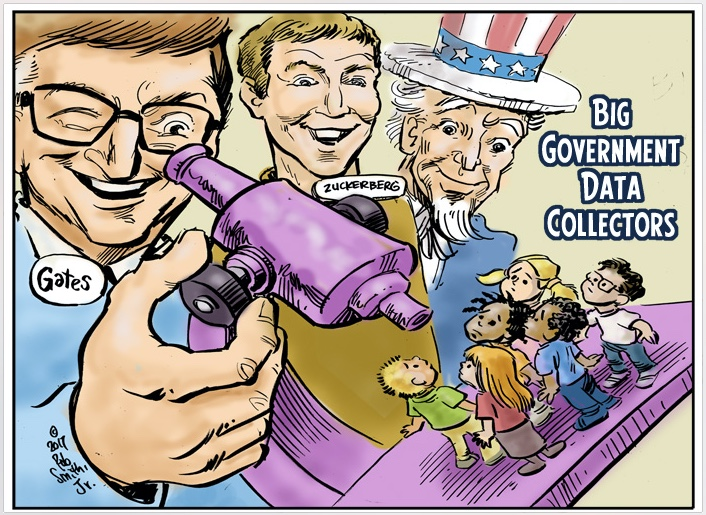 Big
Government
Data
Collectors
Zuckerberg
Gates
© 2017
Rob
Smith
Jr.